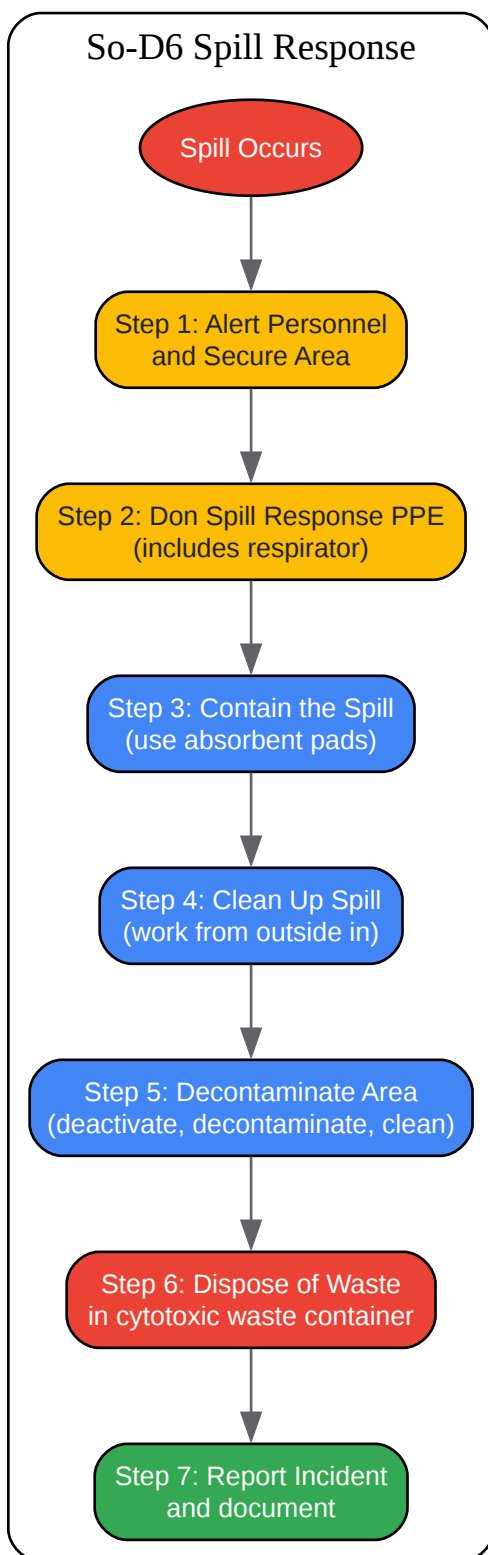 So-D6 Spill Response
Spill Occurs
Step 1: Alert Personnel
and Secure Area
Step 2: Don Spill Response PPE
(includes respirator)
Step 3: Contain the Spill
(use absorbent pads)
Step 4: Clean Up Spill
(work from outside in)
Step 5: Decontaminate Area
(deactivate, decontaminate, clean)
Step 6: Dispose of Waste
in cytotoxic waste container
Step 7: Report Incident
and document